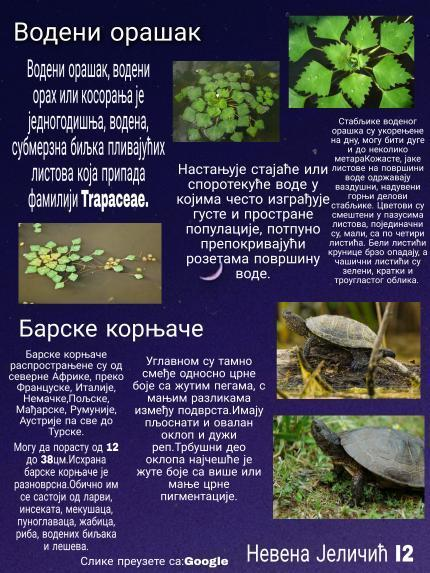 Водени орашак
Водени орашак, водени
орах или косорања је
једногодишња, водена,
субмерзна биљка пливајућих
листова која припада
фамилији Trapaceae.
Настањује стајаће или
споротекуће воде у
којима често изграђује
густе и простране
популације, потпуно
препокривајући
розетама површину
воде.
Стабљике воденог
орашка су укорењене
на дну, могу бити дуге
и до неколико
метараКожасте, јаке
листове на површини
воде одржавају
ваздушни, надувени
горњи делови
стабљике. Цветови су
смештени у пазусима
листова, појединачни
су, мали, са по четири
листића. Бели листићи
крунице брзо опадају, а
чашични листићи су
зелени, кратки и
троугластог облика.
Барске корњаче
Барске корњаче
распрострањене су од
северне Африке, преко
Француске, Италије,
Немачке,Пољске,
Мађарске, Румуније,
Аустрије па све до
Турске.
Могу да порасту од 12
до 38цм.Исхрана
барске корњаче је
разноврсна.Обично им
се састоји од ларви,
инсеката, мекушаца,
пуноглаваца, жабица,
риба, водених биљака
и лешева.
Углавном су тамно
смеђе односно црне
боје са жутим пегама, с
мањим разликама
између подврста.Имају
пљоснати и овалан
оклоп и дужи
реп.Трбушни део
оклопа најчешће је
жуте боје са више или
мање црне
пигментације.
Слике преузете са:Google
Невена Јеличић I2